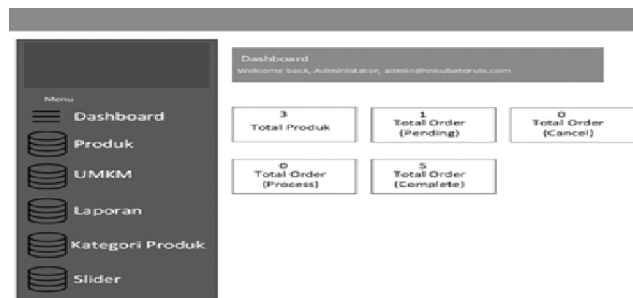 Dashboard
Welcome back, Administator, admin@inkubatoruis.com
Menu
Dashboard
Produk
UMKM
Laporan
Kategori Produk
Slider
3
Total Produk
1
Total Order
(Pending)
0
Total Order
(Cancel)
0
Total Order
(Process)
5
Total Order
(Complete)